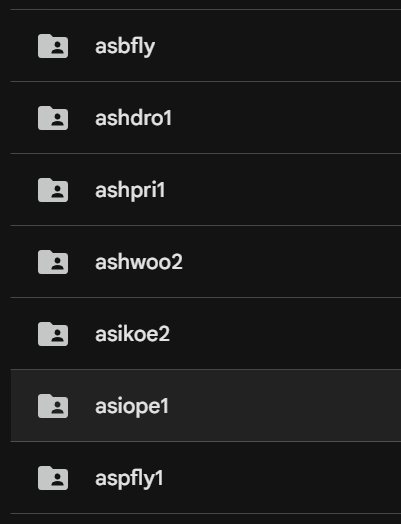 asbfly
ashdro1
ashpri1
ashwoo2
asikoe2
asiope1
aspfly1